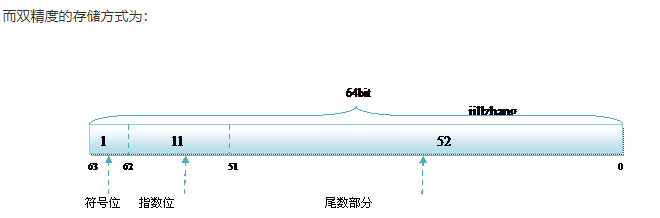 而双精度的存储方式为：
64bit
jillzhang
1 11 52
63 62 51 0
符号位 指数位 尾数部分